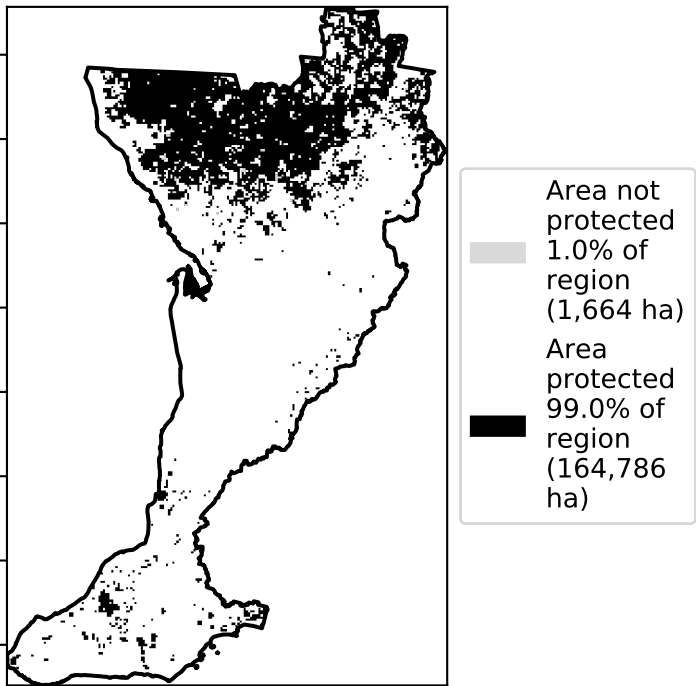 Area not
protected
1.0% of
region
(1,664 ha)
Area
protected
99.0% of
region
(164,786
ha)